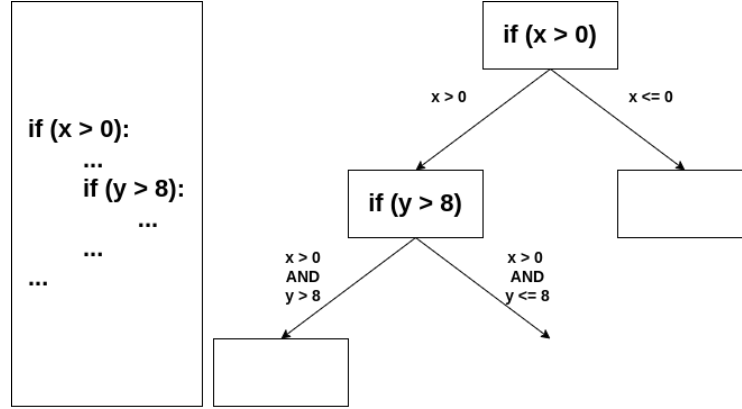 if (x > 0):
...
if (y > 8):
...
...
...
if (x > 0)
x > 0
x <= 0
if (y > 8)
x > 0
AND
y > 8
x > 0
AND
y <= 8